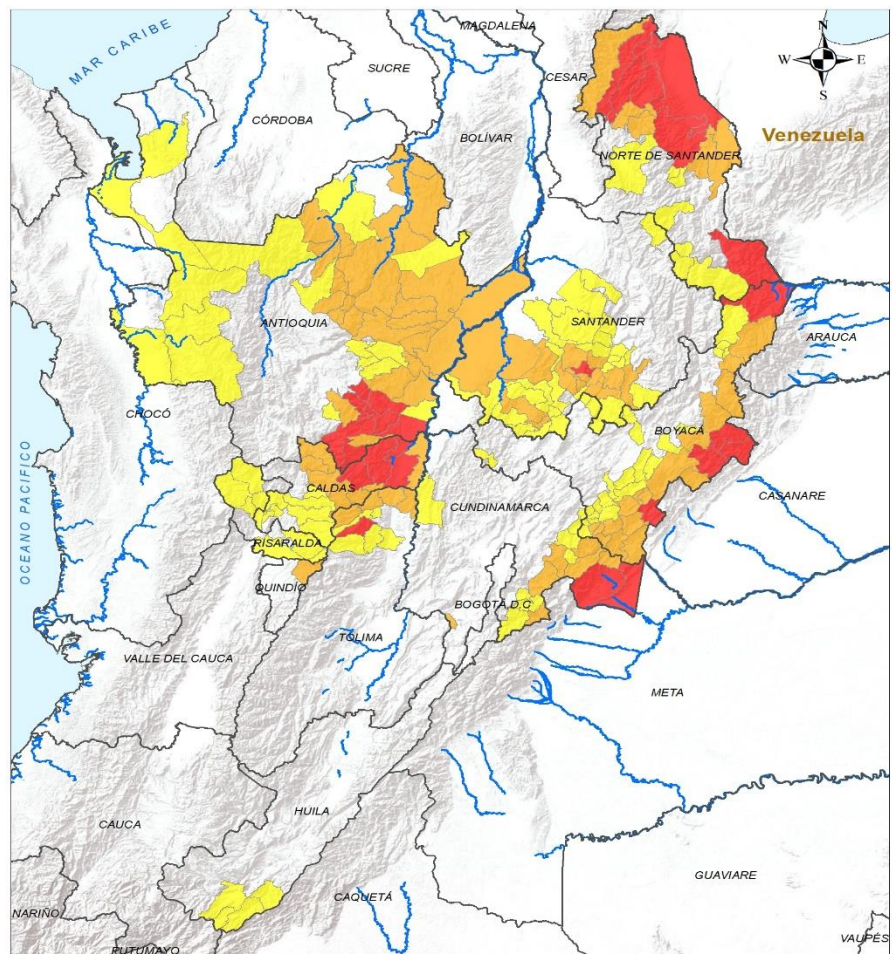 MAGDALENA
MAR CARIBE
N
SUCRE
W
E
CESAR
S
CÓRDOBA
BOLÍVAR
Venezuela
NORTE DE SANTANDER
ANTIOQUIA
SANTANDER
ARAUCA
CHOCÓ
BOYACÁ
CALDAS
CUNDINAMARCA
CASANARE
OCEANO PACIFICO
RISARALDA
QUINDÍO
BOGOTÁ D.C
TOLIMA
VALLE DEL CAUCA
META
HUILA
CAUCA
GUAVIARE
CAQUETÁ
NARIÑO
PUTUMAYO
VAUPÉS